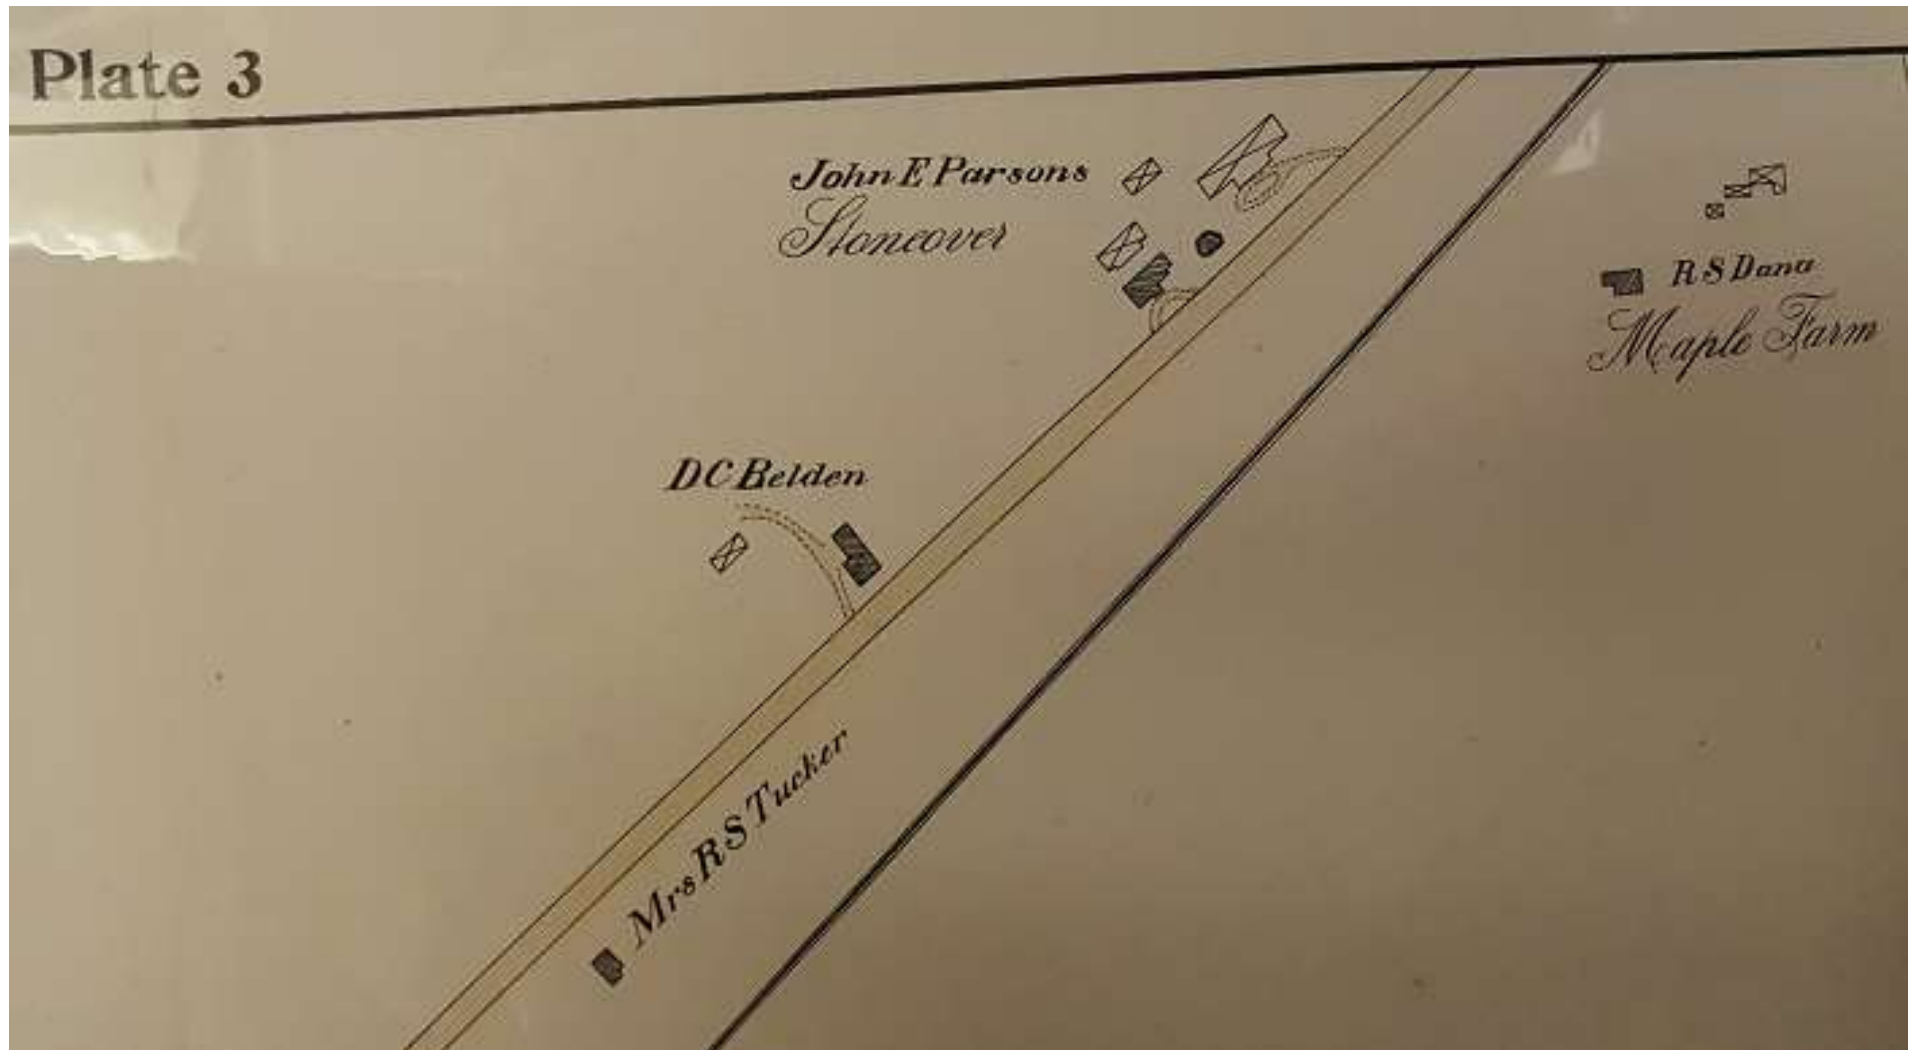 Plate 3
John E Parsons
Stoneover
R S Dana
Maple Farm
D C Belden
Mrs R S Tucker